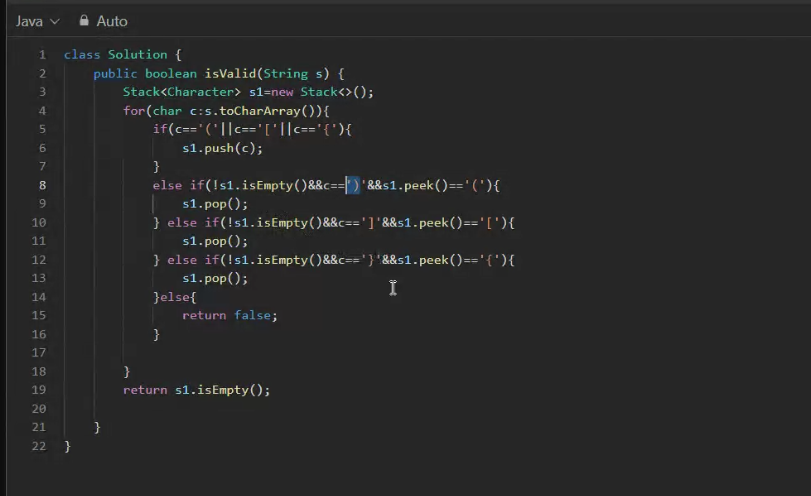 Java Auto
1 class Solution {
2 public boolean isValid(String s) {
3 Stack<Character> s1=new Stack<>();
4 for(char c:s.toCharArray()){
5 if(c=='('||c=='['||c=='{'){
6 s1.push(c);
7 }
8 else if(!s1.isEmpty()&&c==')'&&s1.peek()=='('){
9 s1.pop();
10 } else if(!s1.isEmpty()&&c==']'&&s1.peek()=='['){
11 s1.pop();
12 } else if(!s1.isEmpty()&&c=='}'&&s1.peek()=='{'){
13 s1.pop();
14 }else{
15 return false;
16 }
17
18 }
19 return s1.isEmpty();
20
21 }
22 }